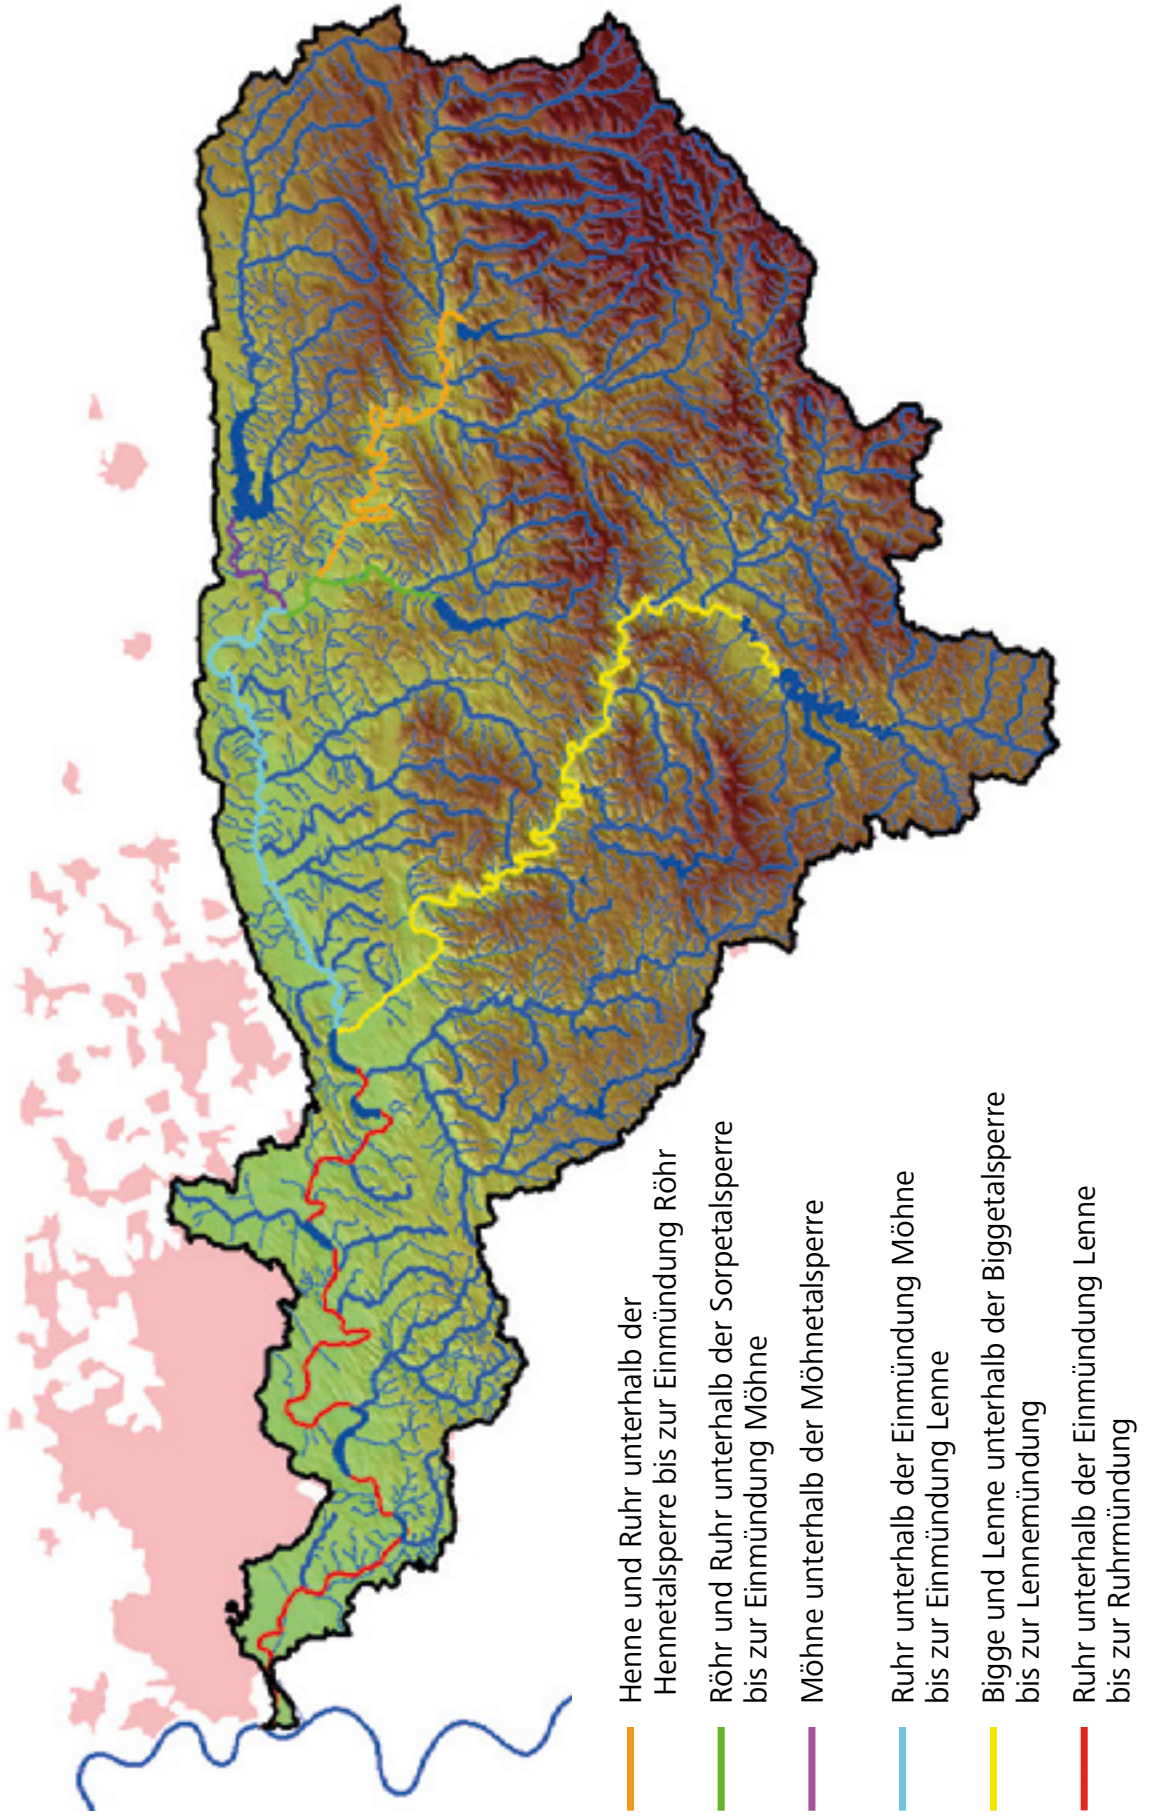 Henne und Ruhr unterhalb der
Hennetalsperre bis zur Einmündung Röhr
Röhr und Ruhr unterhalb der Sorpetalsperre
bis zur Einmündung Möhne
Möhne unterhalb der Möhnetalsperre
Ruhr unterhalb der Einmündung Möhne
bis zur Einmündung Lenne
Bigge und Lenne unterhalb der Biggetalsperre
bis zur Lennemündung
Ruhr unterhalb der Einmündung Lenne
bis zur Ruhrmündung